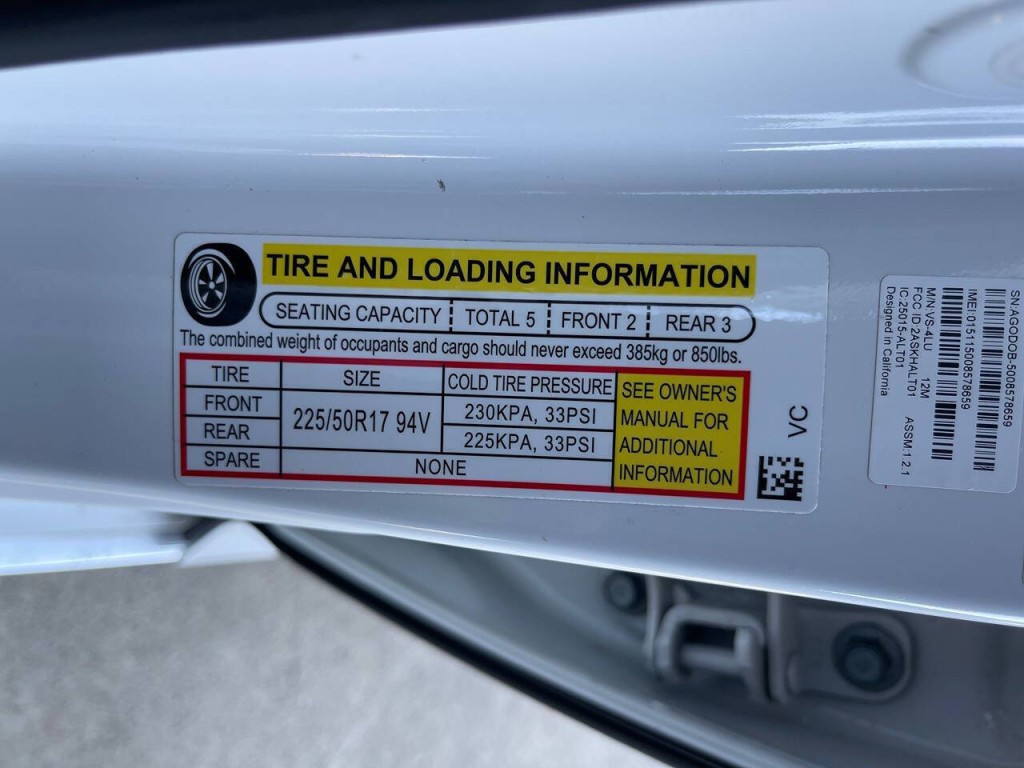 TIRE AND LOADING INFORMATION
SEATING CAPACITY TOTAL 5 FRONT 2 REAR 3
The combined weight of occupants and cargo should never exceed 385kg or 850lbs.
TIRE SIZE COLD TIRE PRESSURE
FRONT 225/50R17 94V 230KPA, 33PSI
REAR 225KPA, 33PSI
SPARE NONE
SEE OWNER'S
MANUAL FOR
ADDITIONAL
INFORMATION
VC
SN:AGODOB-5008578659
IMEI:015115008578659
M/N:VS-4LU 12M
FCC ID:2ASKHALT01 ASSM:1.2.1
IC:25015-ALT01
Designed in California